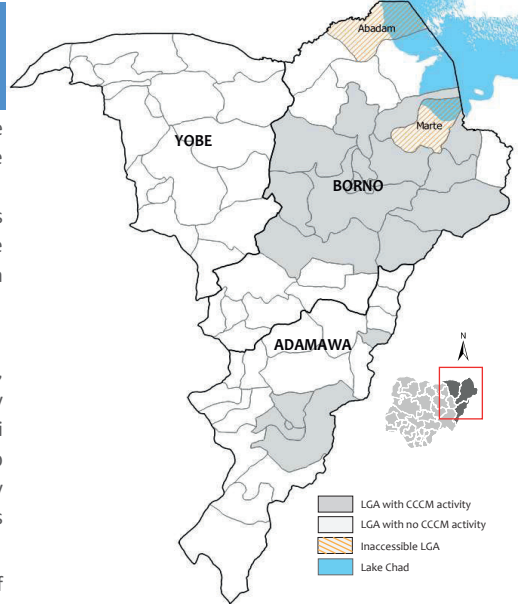 Abadam
Marte
YOBE
BORNO
ADAMAWA
N
LGA with CCCM activity
LGA with no CCCM activity
Inaccessible LGA
Lake Chad